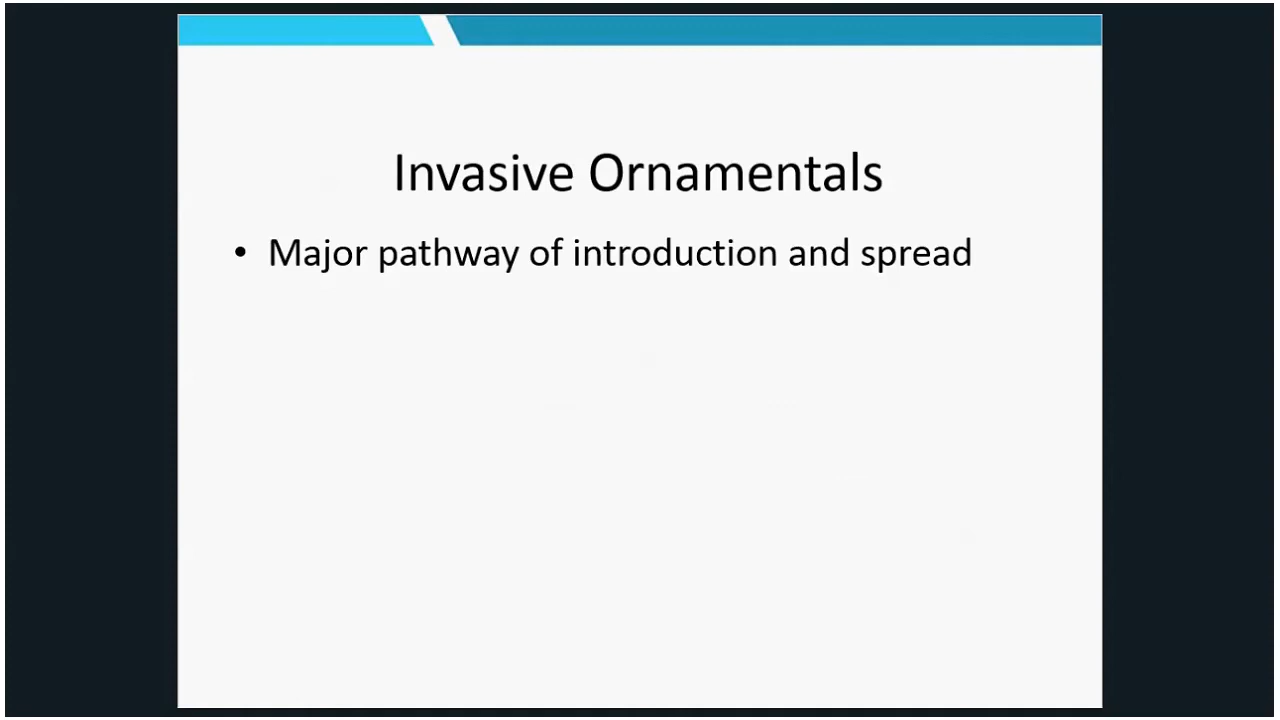 Invasive Ornamentals
• Major pathway of introduction and spread